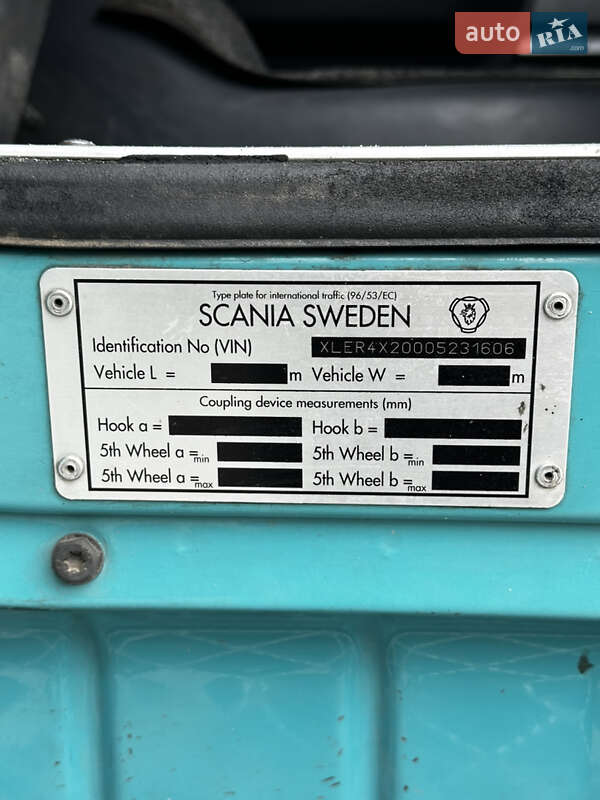 auto RIA .com
Type plate for international traffic (96/53/EC)
SCANIA SWEDEN
Identification No (VIN) XLER4X20005231606
Vehicle L = m Vehicle W = m
Coupling device measurements (mm)
Hook a = Hook b =
5th Wheel a = min 5th Wheel b = min
5th Wheel a = max 5th Wheel b = max